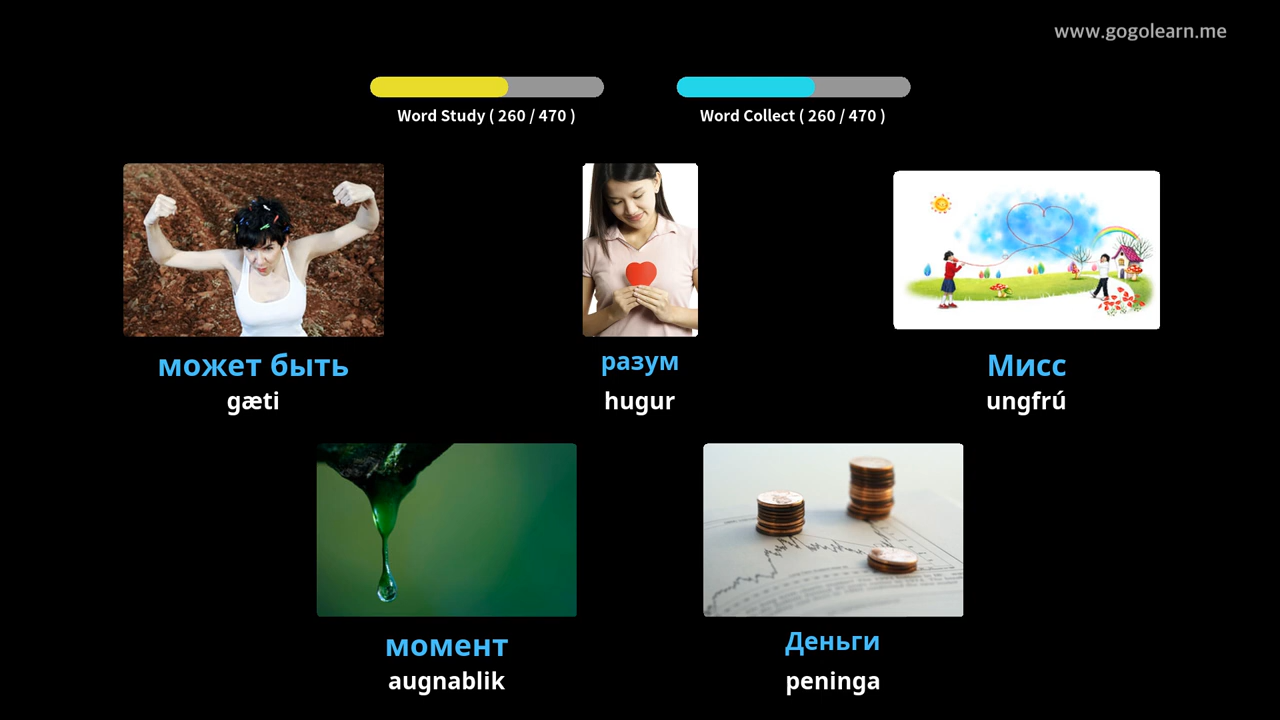 www.gogolearn.me
Word Study ( 260 / 470 )
Word Collect ( 260 / 470 )
может быть
gæti
разум
hugur
Мисс
ungfrú
момент
augnablik
Деньги
peninga